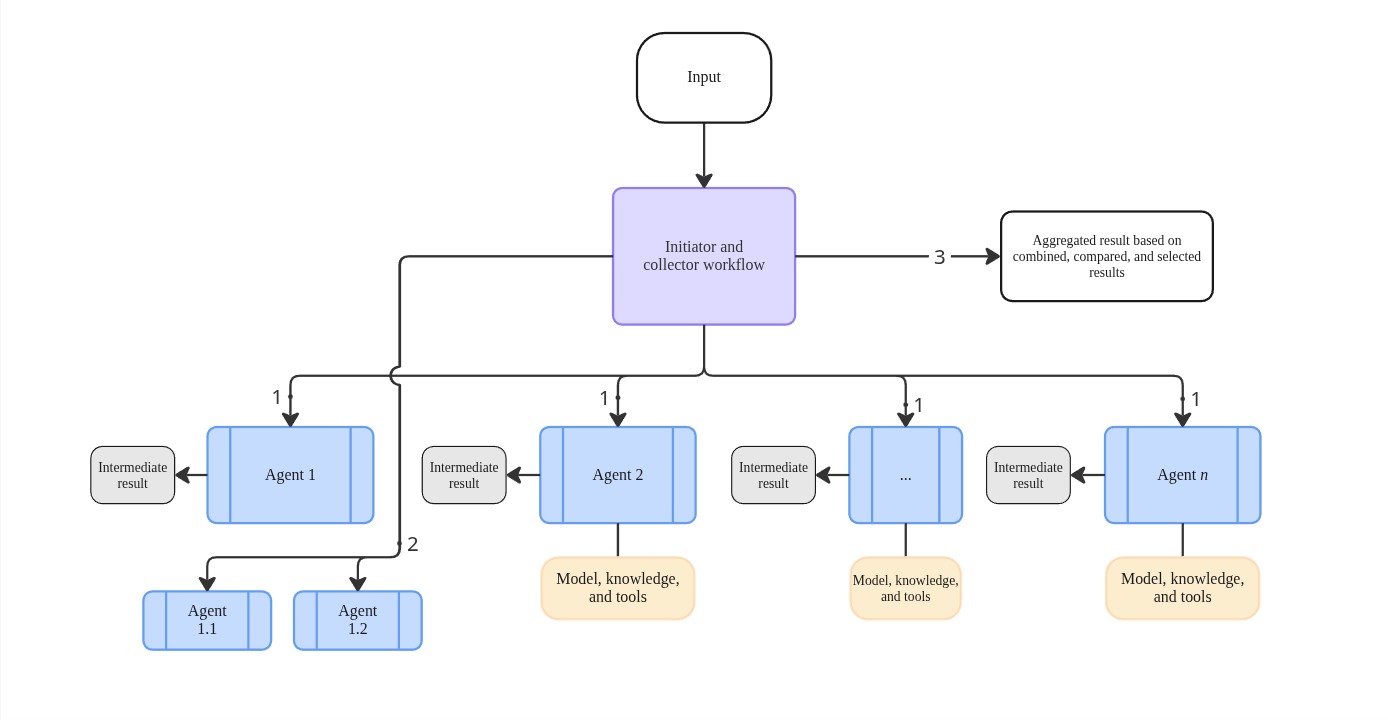 Input
Initiator and
collector workflow
3
Aggregated result based on
combined, compared, and selected
results
1
1
1
1
Intermediate
result
Agent 1
Intermediate
result
Agent 2
Intermediate
result
...
Intermediate
result
Agent n
2
Model, knowledge,
and tools
Model, knowledge,
and tools
Model, knowledge,
and tools
Agent
1.1
Agent
1.2